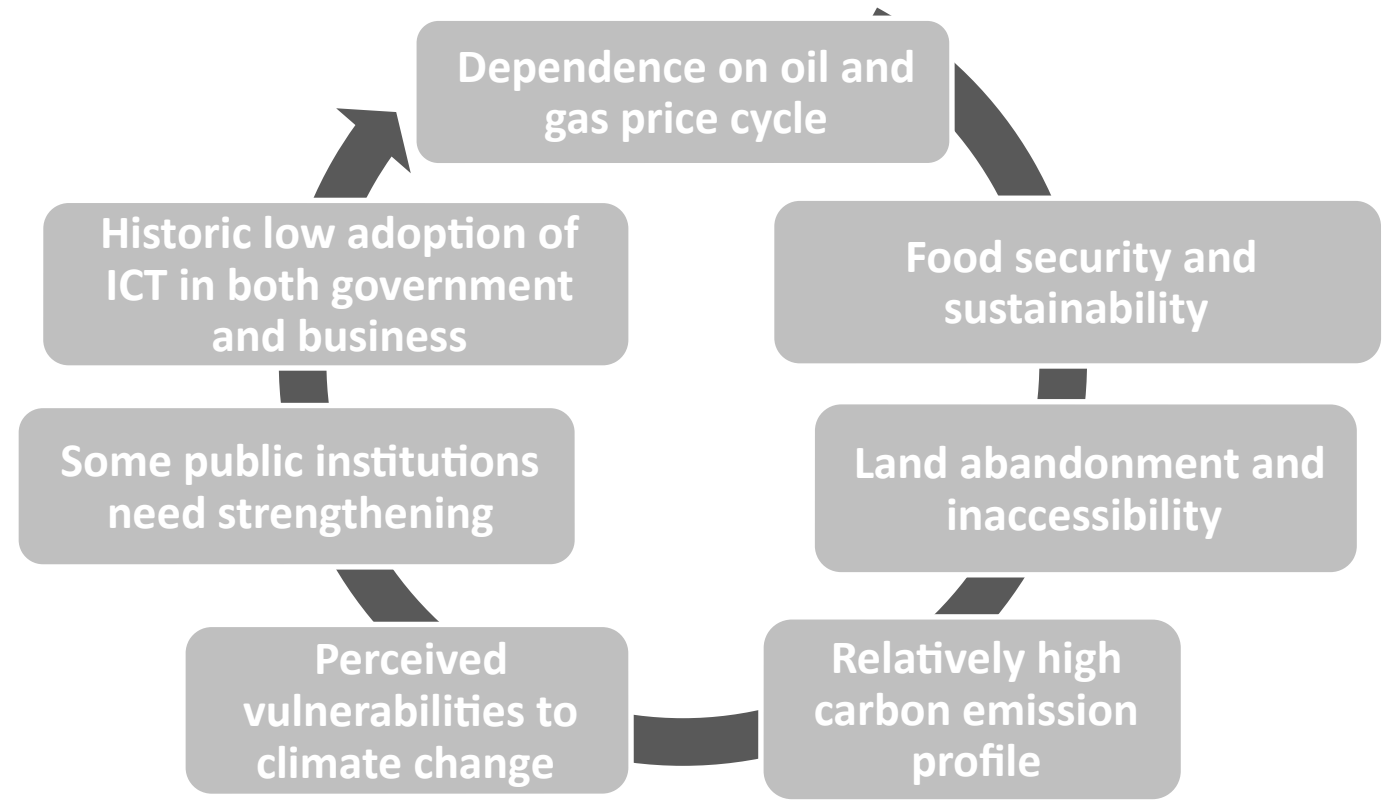 Dependence on oil and
gas price cycle
Food security and
sustainability
Land abandonment and
inaccessibility
Relatively high
carbon emission
profile
Perceived
vulnerabilities to
climate change
Some public institutions
need strengthening
Historic low adoption of
ICT in both government
and business